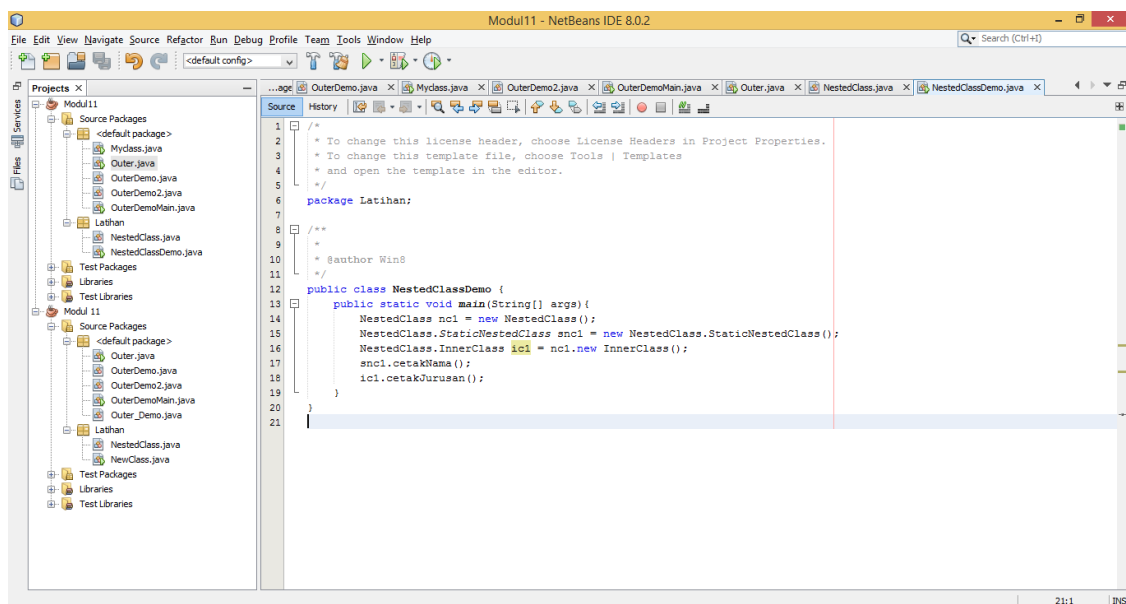 Modul11 - NetBeans IDE 8.0.2
File Edit View Navigate Source Refactor Run Debug Profile Team Tools Window Help
Search (Ctrl+I)
<default config>
Projects
Services
Files
Modul11
Source Packages
<default package>
Myclass.java
Outer.java
OuterDemo.java
OuterDemo2.java
OuterDemoMain.java
Latihan
NestedClass.java
NestedClassDemo.java
Test Packages
Libraries
Test Libraries
Modul 11
Source Packages
<default package>
Outer.java
OuterDemo.java
OuterDemo2.java
OuterDemoMain.java
Outer_Demo.java
Latihan
NestedClass.java
NewClass.java
Test Packages
Libraries
Test Libraries
...age OuterDemo.java Myclass.java OuterDemo2.java OuterDemoMain.java Outer.java NestedClass.java NestedClassDemo.java
Source History
1 /*
2 * To change this license header, choose License Headers in Project Properties.
3 * To change this template file, choose Tools | Templates
4 * and open the template in the editor.
5 */
6 package Latihan;
7
8 /**
9 *
10 * @author Win8
11 */
12 public class NestedClassDemo {
13 public static void main(String[] args){
14 NestedClass nc1 = new NestedClass();
15 NestedClass.StaticNestedClass snc1 = new NestedClass.StaticNestedClass();
16 NestedClass.InnerClass ic1 = nc1.new InnerClass();
17 snc1.cetakNama();
18 ic1.cetakJurusan();
19 }
20 }
21
21:1 INS